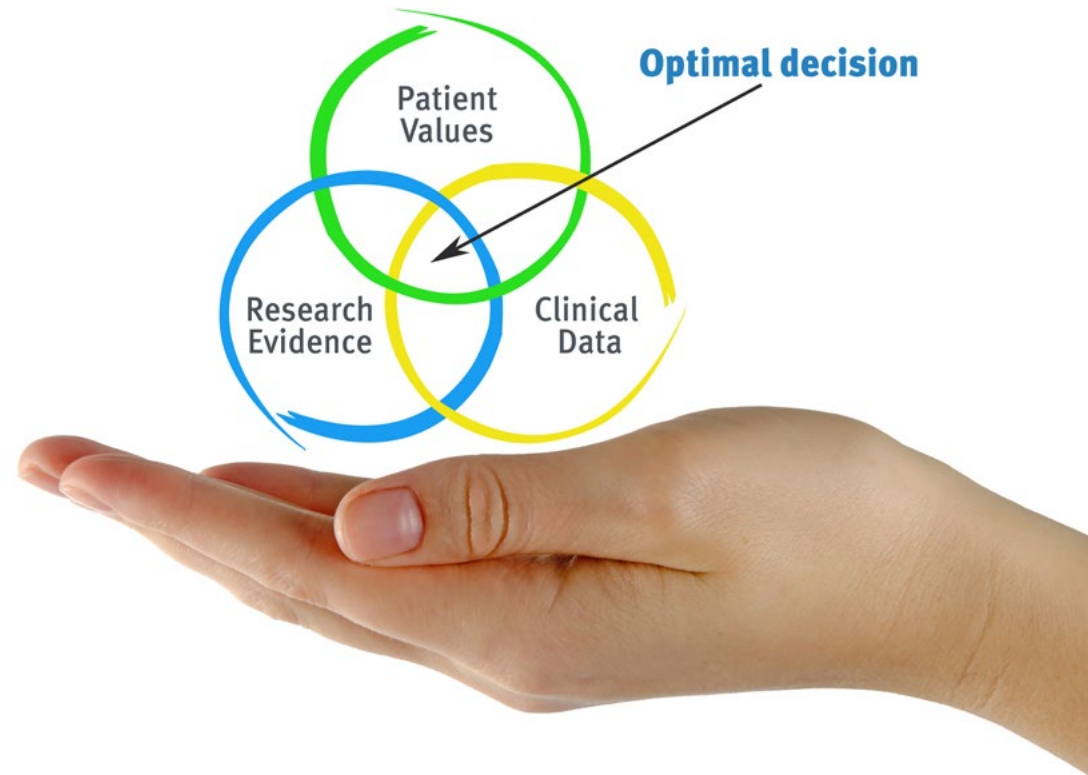 Optimal decision
Patient
Values
Research
Evidence
Clinical
Data